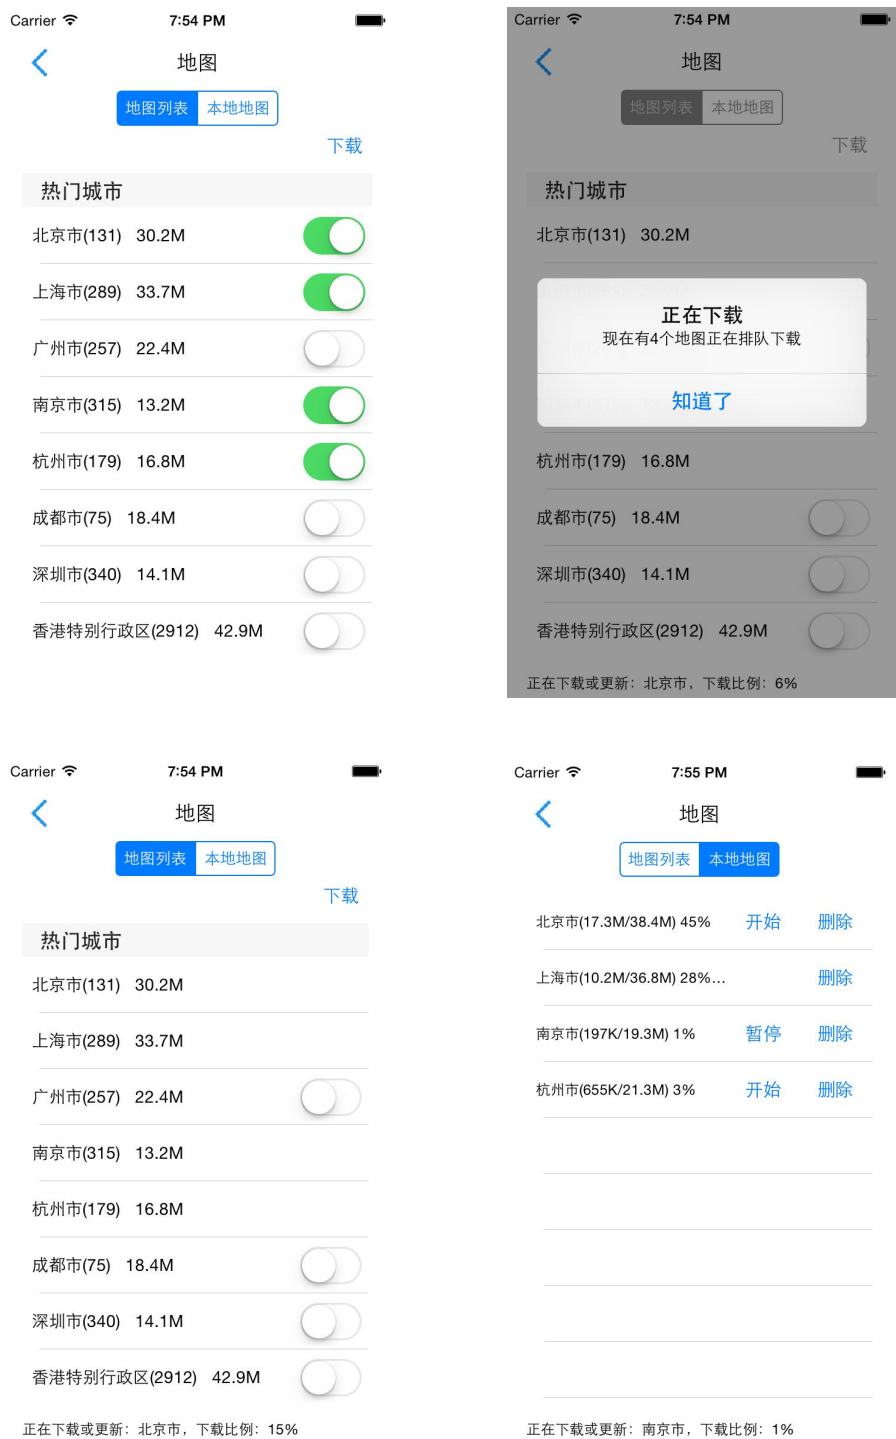 Carrier 7:54 PM
地图
地图列表 本地地图
下载
热门城市
北京市(131) 30.2M
上海市(289) 33.7M
广州市(257) 22.4M
南京市(315) 13.2M
杭州市(179) 16.8M
成都市(75) 18.4M
深圳市(340) 14.1M
香港特别行政区(2912) 42.9M
Carrier 7:54 PM
地图
地图列表 本地地图
下载
热门城市
北京市(131) 30.2M
正在下载
现在有4个地图正在排队下载
知道了
杭州市(179) 16.8M
成都市(75) 18.4M
深圳市(340) 14.1M
香港特别行政区(2912) 42.9M
正在下载或更新：北京市，下载比例：6%
Carrier 7:54 PM
地图
地图列表 本地地图
下载
热门城市
北京市(131) 30.2M
上海市(289) 33.7M
广州市(257) 22.4M
南京市(315) 13.2M
杭州市(179) 16.8M
成都市(75) 18.4M
深圳市(340) 14.1M
香港特别行政区(2912) 42.9M
正在下载或更新：北京市，下载比例：15%
Carrier 7:55 PM
地图
地图列表 本地地图
北京市(17.3M/38.4M) 45% 开始 删除
上海市(10.2M/36.8M) 28%… 删除
南京市(197K/19.3M) 1% 暂停 删除
杭州市(655K/21.3M) 3% 开始 删除
正在下载或更新：南京市，下载比例：1%